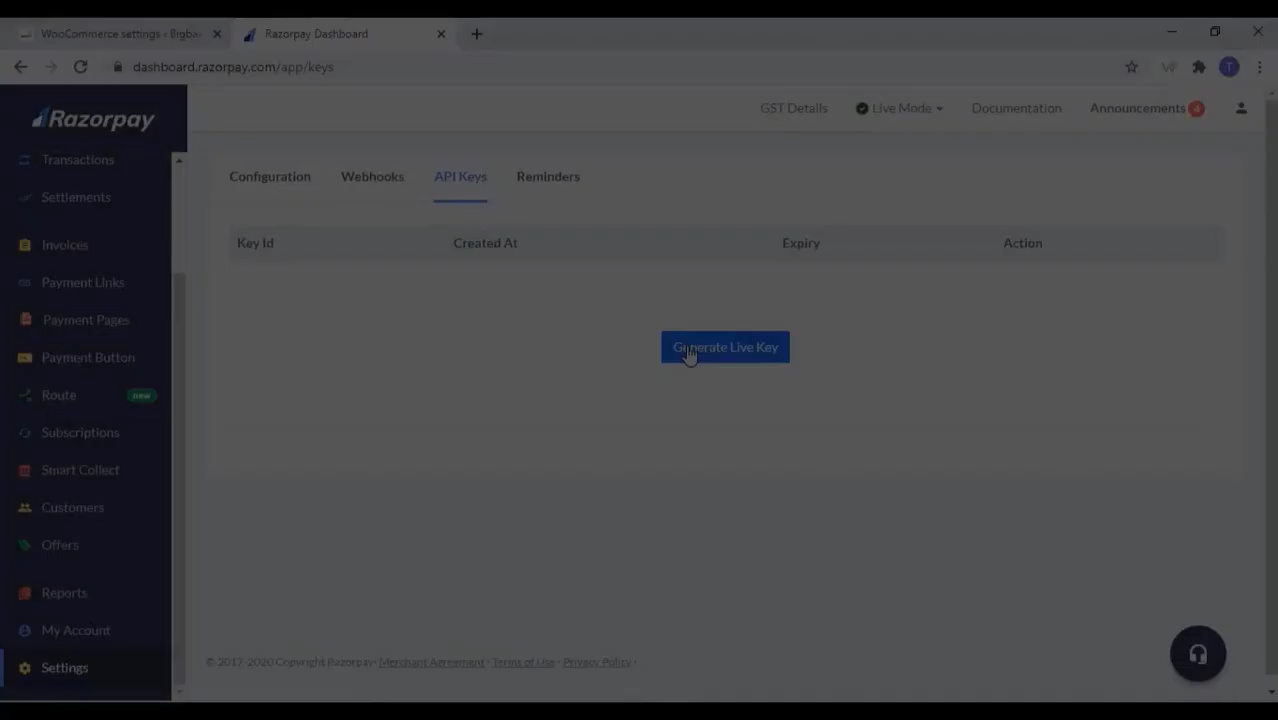 WooCommerce settings ‹ Bigba
Razorpay Dashboard
dashboard.razorpay.com/app/keys
T
Razorpay
GST Details
Live Mode
Documentation
Announcements 4
Transactions
Settlements
Invoices
Payment Links
Payment Pages
Payment Button
Route new
Subscriptions
Smart Collect
Customers
Offers
Reports
My Account
Settings
Configuration Webhooks API Keys Reminders
Key Id Created At Expiry Action
Generate Live Key
© 2017-2020 Copyright Razorpay · Merchant Agreement · Terms of Use · Privacy Policy ·